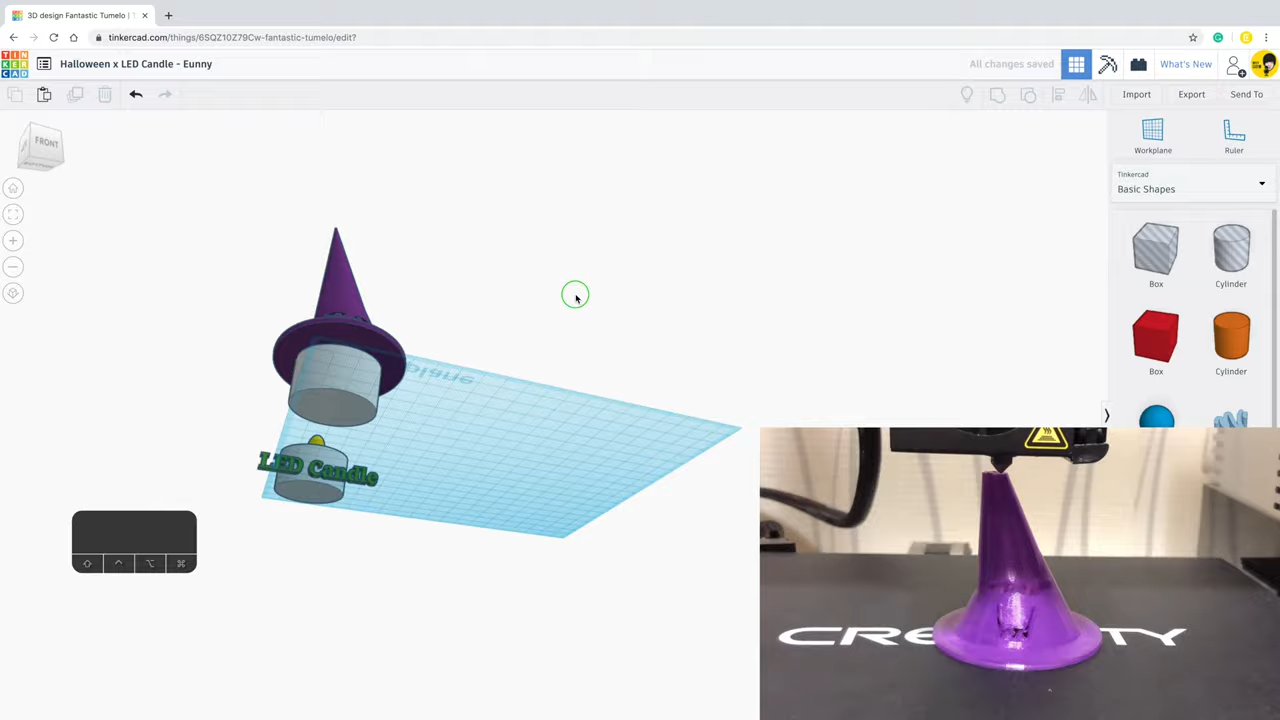 3D design Fantastic Tumelo | T
tinkercad.com/things/6SQZ10Z79Cw-fantastic-tumelo/edit?
TIN
KER
CAD
Halloween x LED Candle - Eunny
All changes saved
What's New
Import
Export
Send To
FRONT
Workplane
Ruler
Tinkercad
Basic Shapes
Box
Cylinder
Box
Cylinder
LED Candle